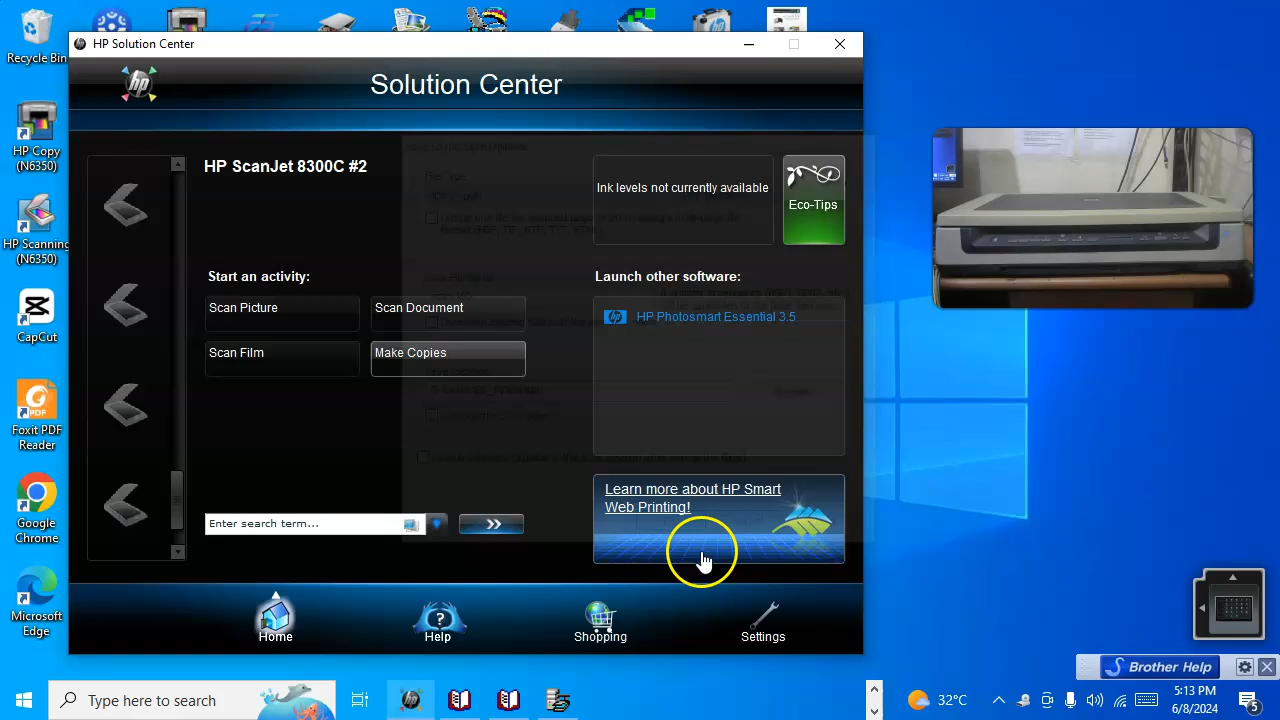 Recycle Bin
HP Copy
(N6350)
HP Scanning
(N6350)
CapCut
Foxit PDF
Reader
Google
Chrome
Microsoft
Edge
HP Solution Center
hp
Solution Center
HP ScanJet 8300C #2
Ink levels not currently available
Eco-Tips
Start an activity:
Scan Picture
Scan Document
Scan Film
Make Copies
Launch other software:
HP Photosmart Essential 3.5
Learn more about HP Smart
Web Printing!
Enter search term...
Home
Help
Shopping
Settings
Brother Help
Type here to search
32°C
5:13 PM
6/8/2024
5